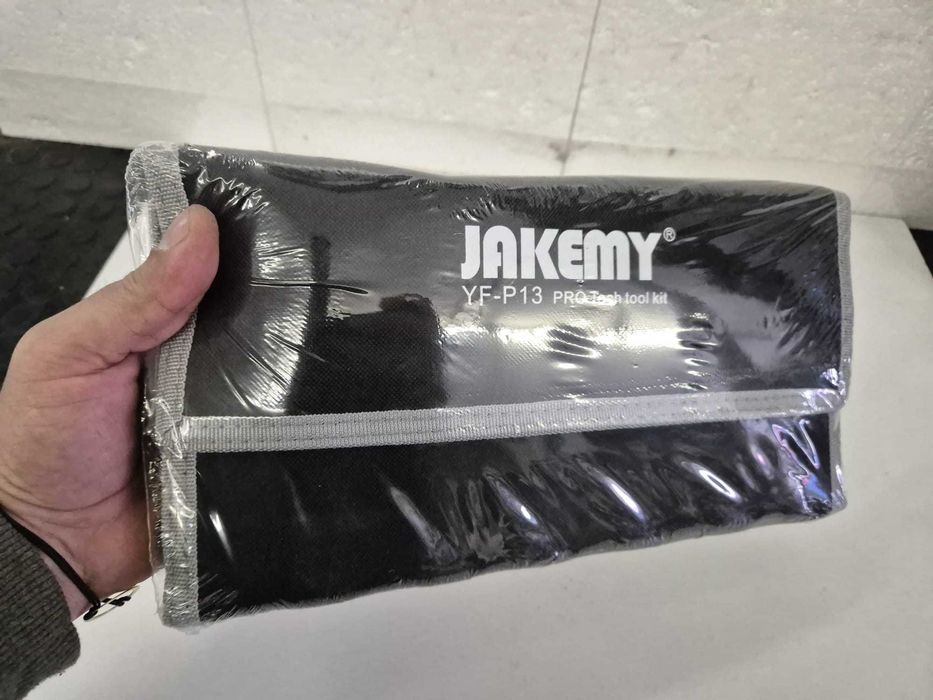 JAKEMY®
YF-P13 PRO Tech tool kit